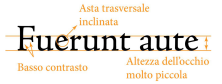 Asta trasversale
inclinata
Fuerunt aute
Basso contrasto
Altezza dell'occhio
molto piccola